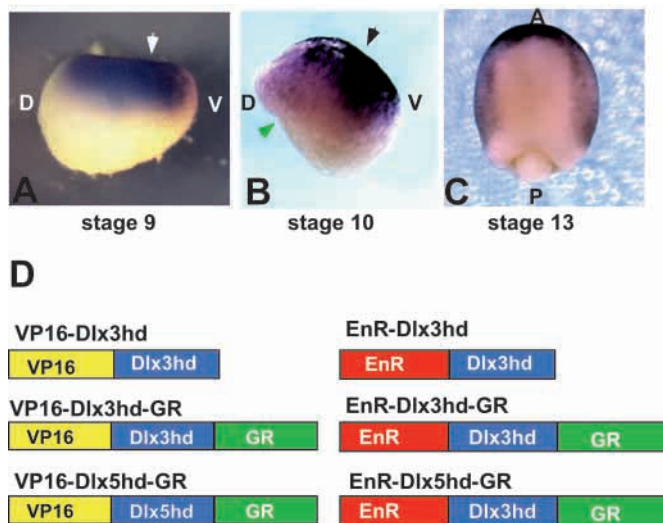 A
D V V
D
A B C
P
stage 9 stage 10 stage 13
D
VP16-Dlx3hd EnR-Dlx3hd
VP16 Dlx3hd EnR Dlx3hd
VP16-Dlx3hd-GR EnR-Dlx3hd-GR
VP16 Dlx3hd GR EnR Dlx3hd GR
VP16-Dlx5hd-GR EnR-Dlx5hd-GR
VP16 Dlx5hd GR EnR Dlx3hd GR